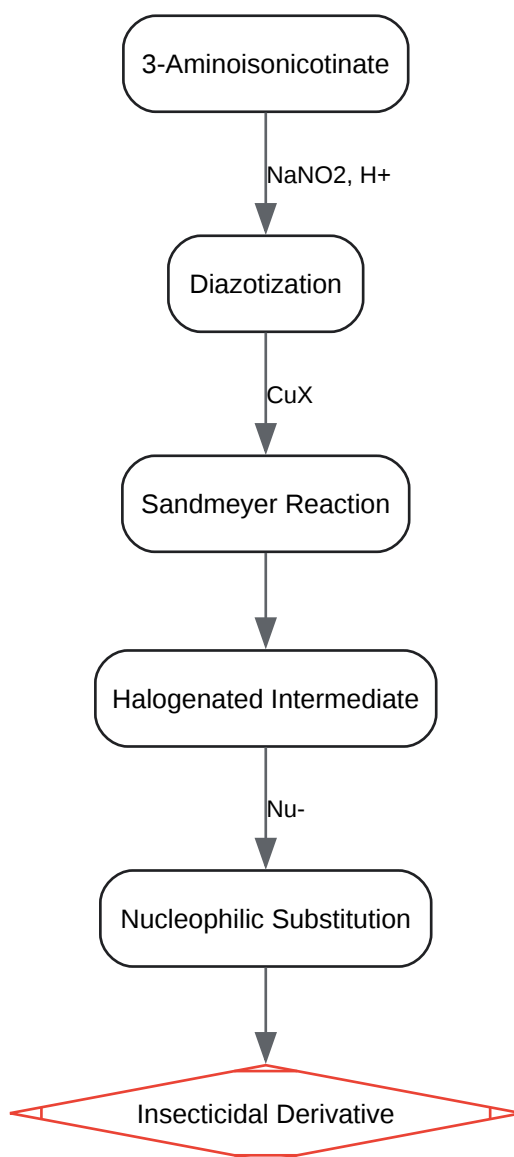 3-Aminoisonicotinate
NaNO2, H+
Diazotization
CuX
Sandmeyer Reaction
Halogenated Intermediate
Nu-
Nucleophilic Substitution
Insecticidal Derivative